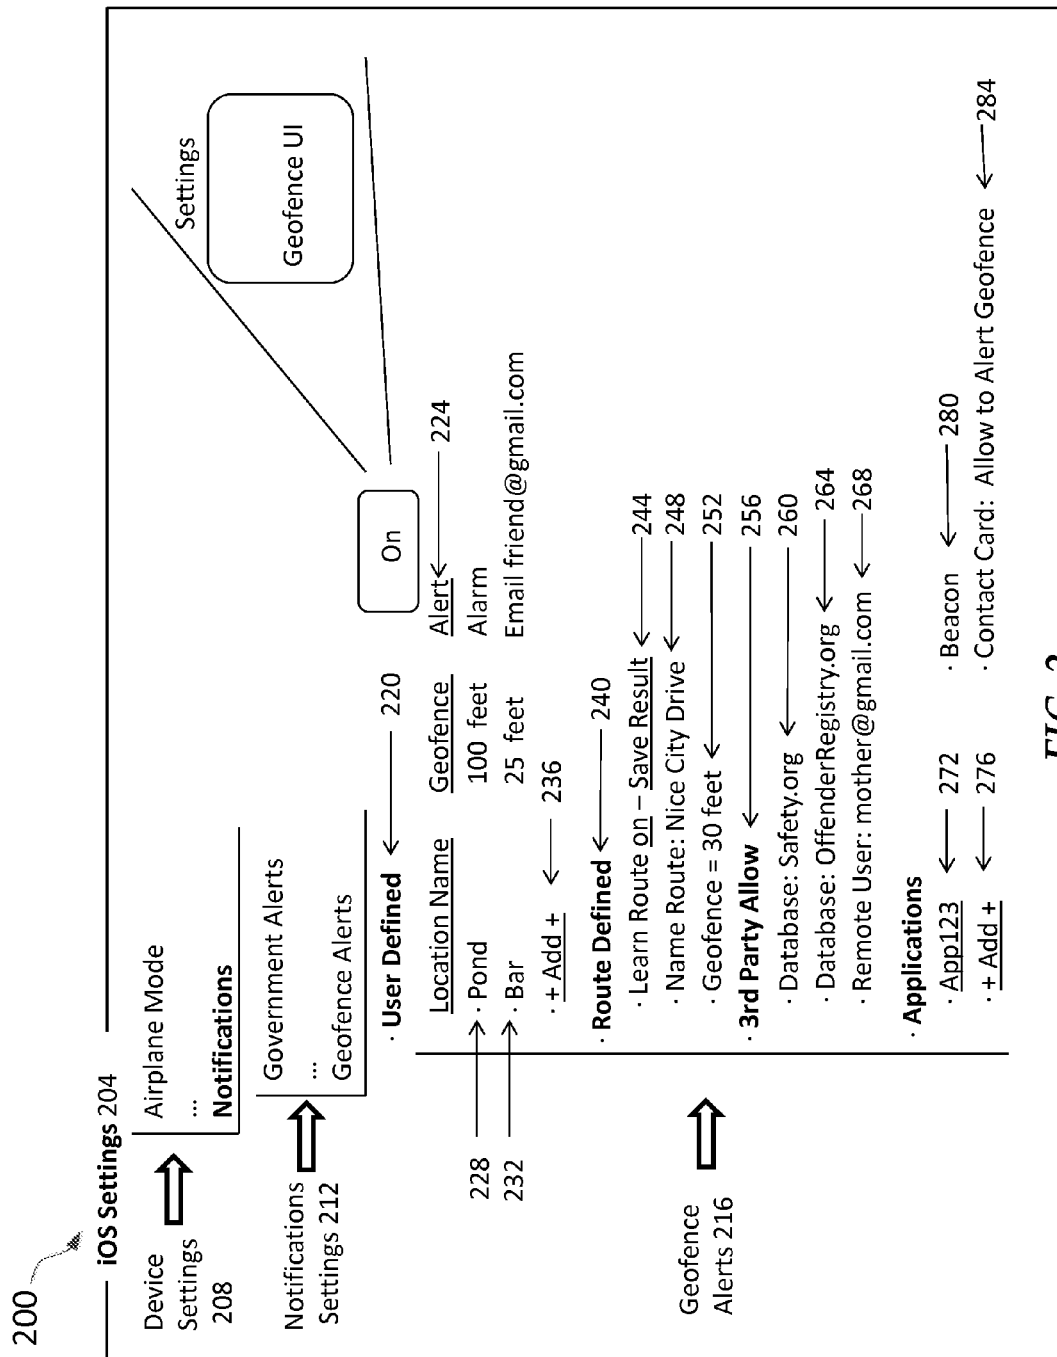 200
iOS Settings 204
Device
Settings
208
Airplane Mode
...
Notifications
Settings
Geofence UI
Notifications
Settings 212
Government Alerts
...
Geofence Alerts
On
· User Defined 220
Location Name Geofence Alert 224
228 · Pond 100 feet Alarm
232 · Bar 25 feet Email friend@gmail.com
· + Add + 236
· Route Defined 240
· Learn Route on – Save Result 244
· Name Route: Nice City Drive 248
· Geofence = 30 feet 252
Geofence
Alerts 216
· 3rd Party Allow 256
· Database: Safety.org 260
· Database: OffenderRegistry.org 264
· Remote User: mother@gmail.com 268
· Applications
· App123 272 · Beacon 280
· + Add + 276 · Contact Card: Allow to Alert Geofence 284